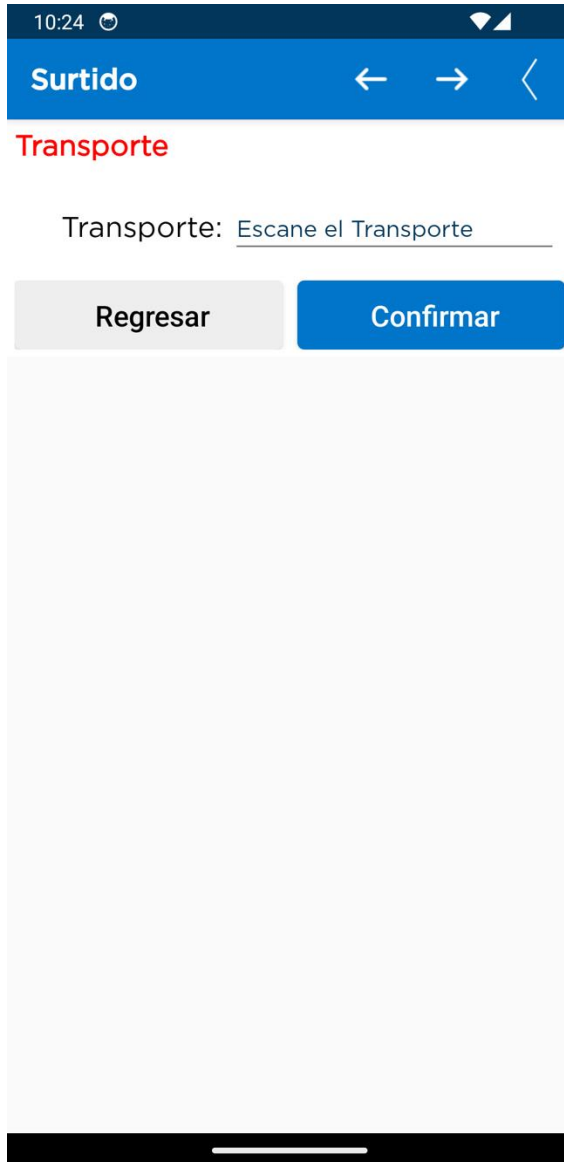 10:24
Surtido
Transporte
Transporte: Escane el Transporte
Regresar Confirmar